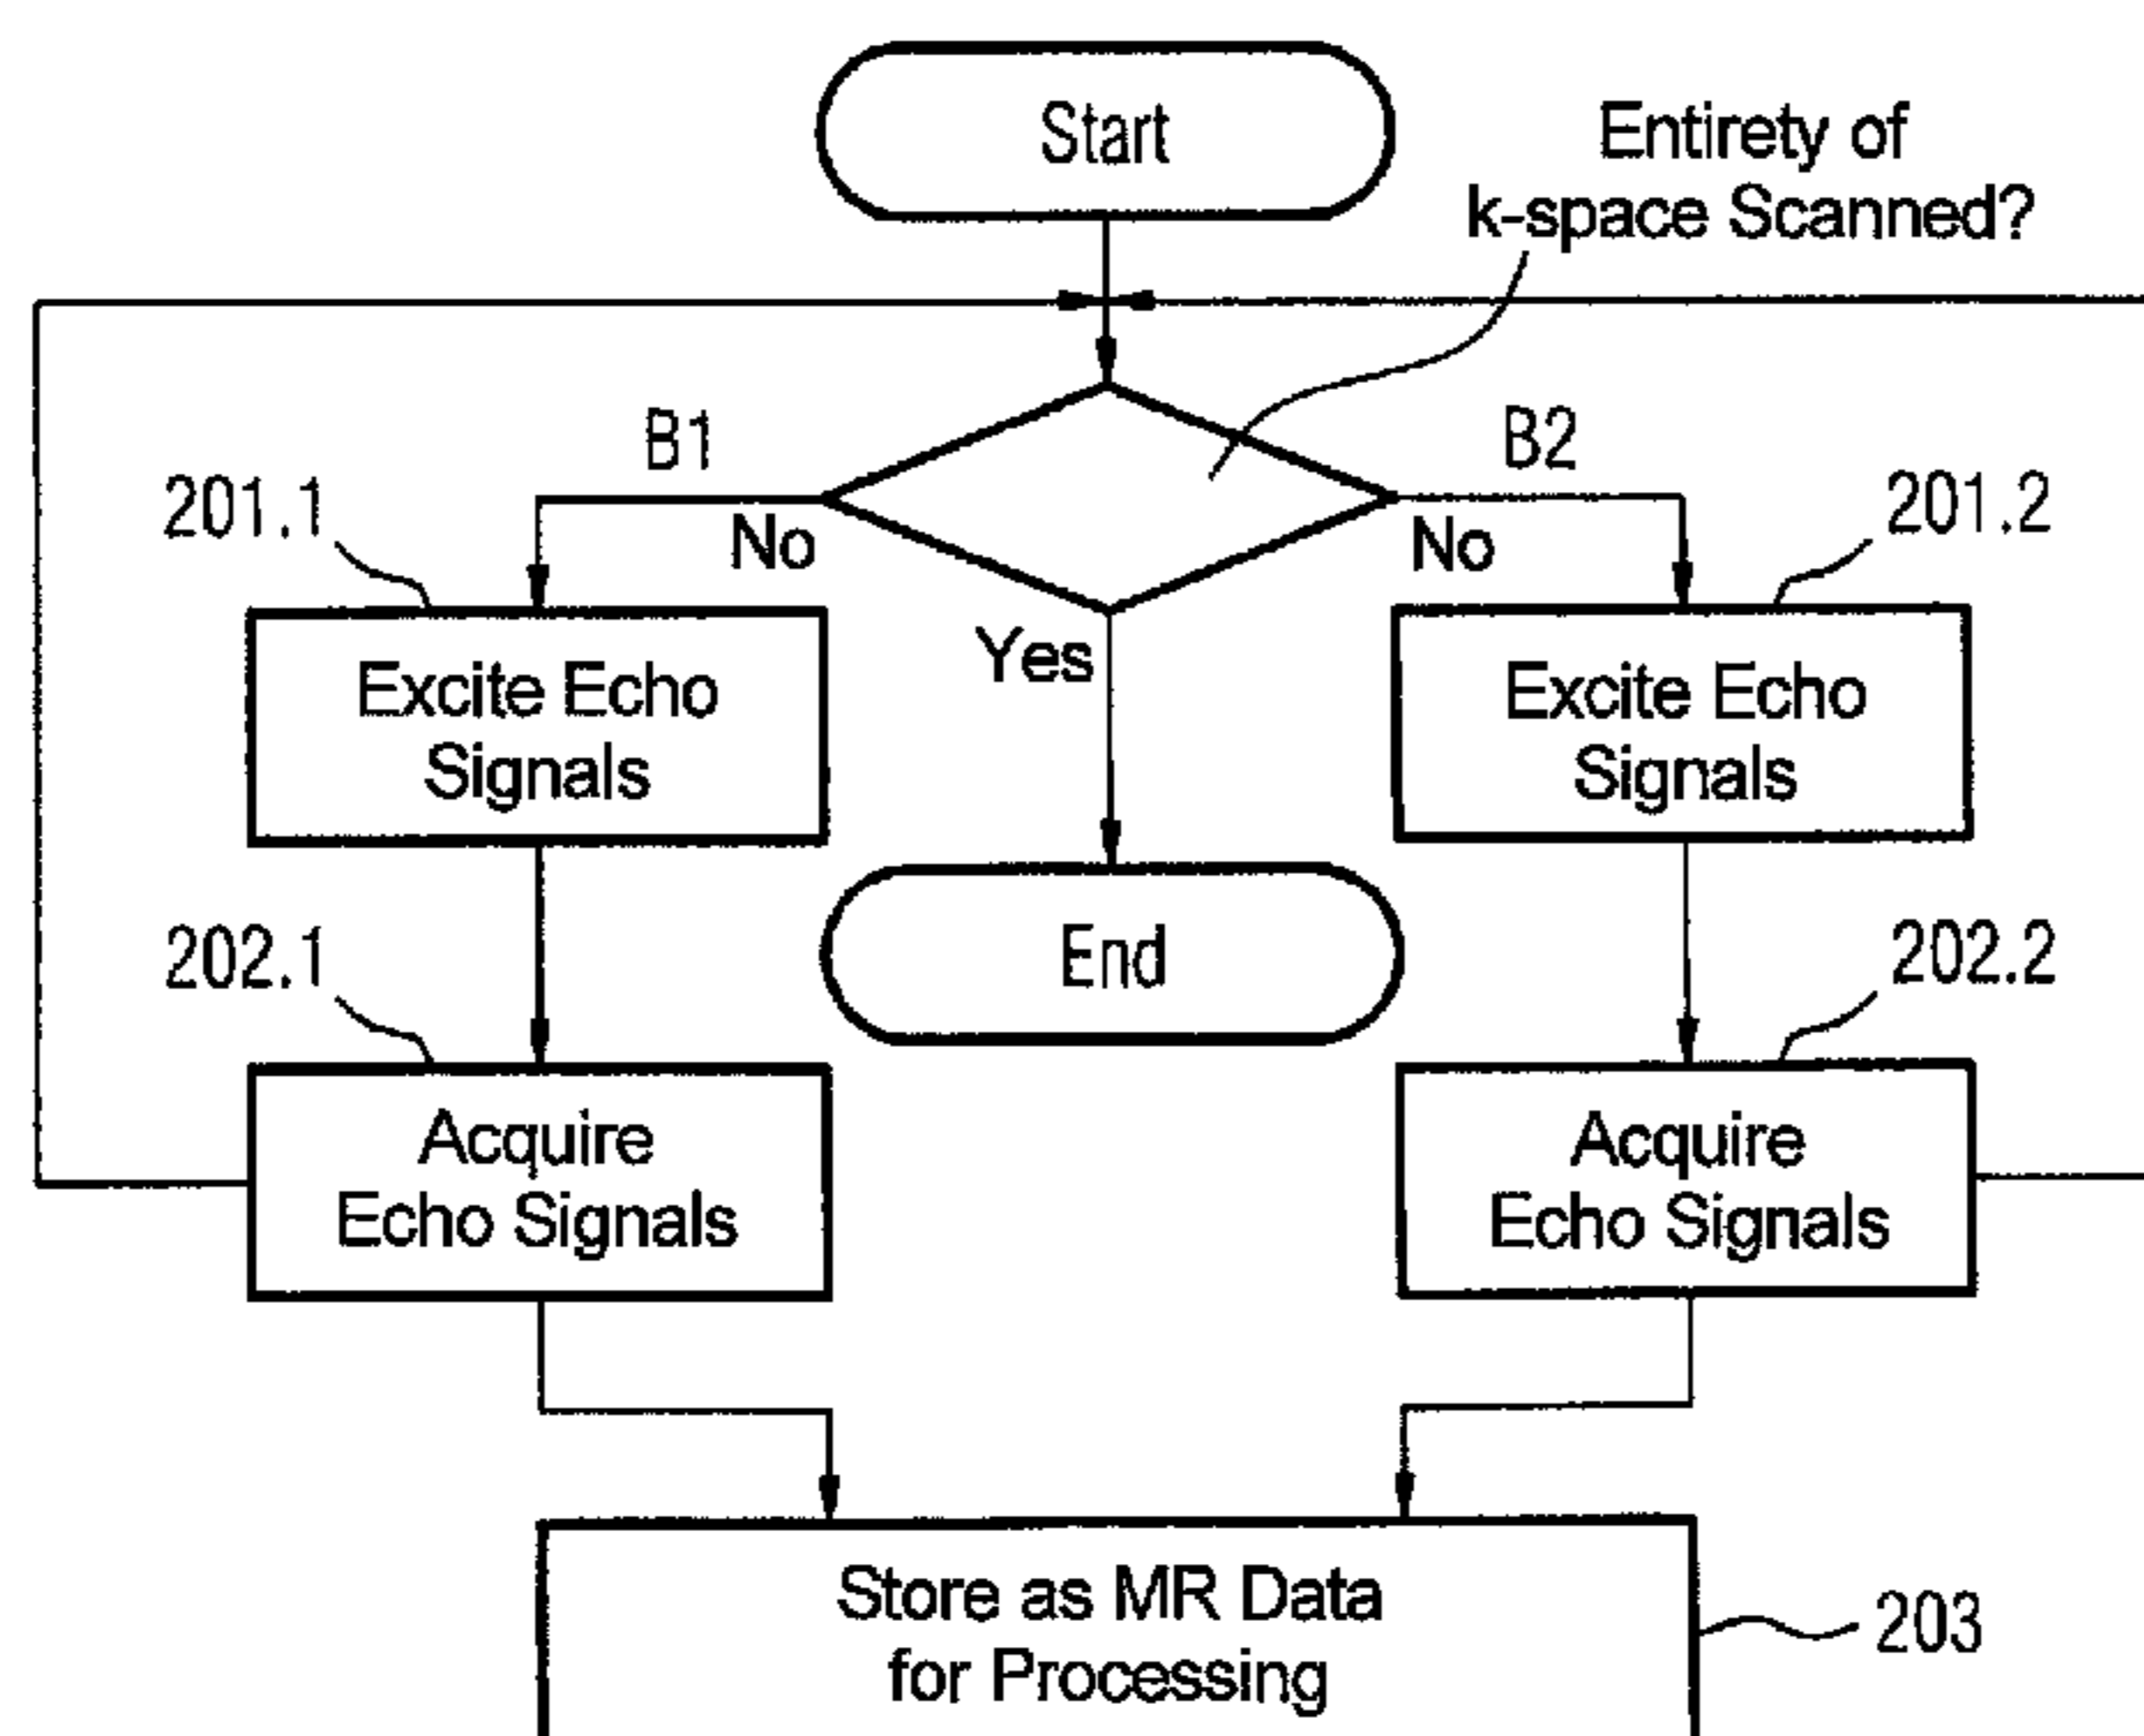 Start
Entirety of
k-space Scanned?
B1
B2
201.1
201.2
No
No
Yes
Excite Echo
Signals
Excite Echo
Signals
End
202.1
202.2
Acquire
Echo Signals
Acquire
Echo Signals
Store as MR Data
for Processing
203